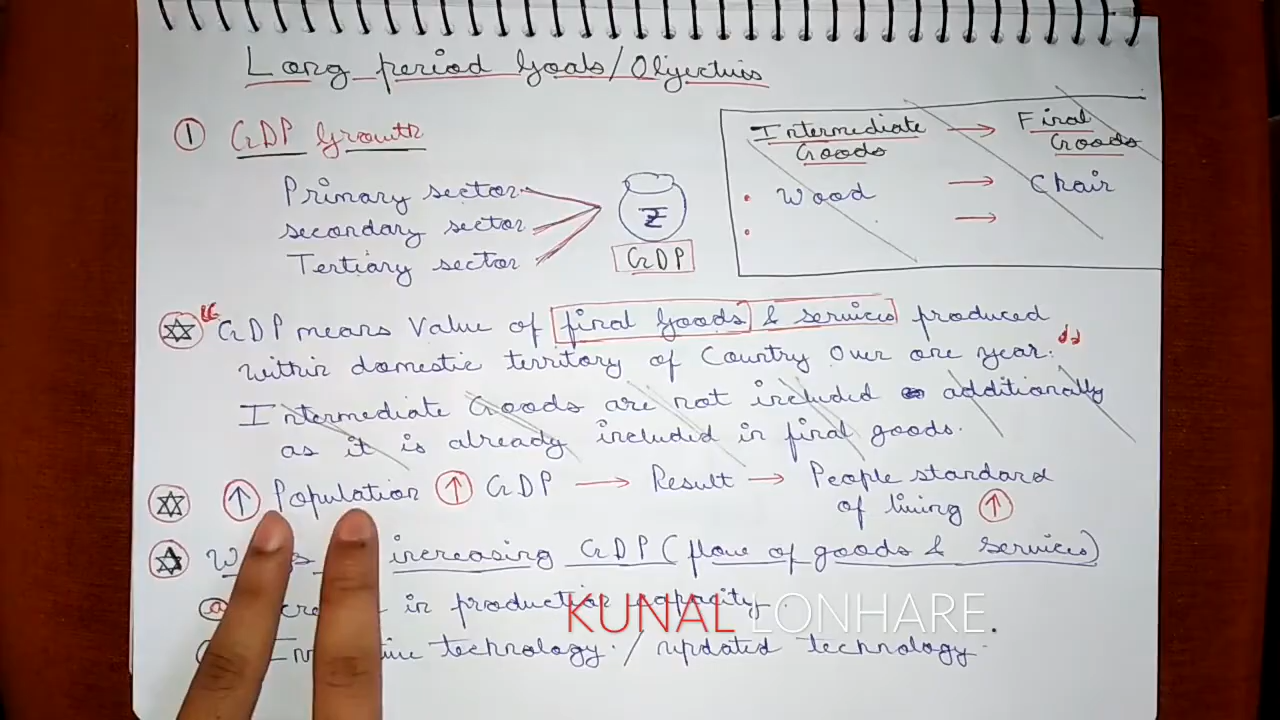 Long period Goals/Objectives
① GDP Growth
Primary sector
secondary sector
Tertiary sector
GDP
Intermediate Goods → Final Goods
• Wood → Chair
• →
"GDP means Value of final goods & services produced
within domestic territory of Country over one year."
Intermediate Goods are not included additionally
as it is already included in final goods.
↑ Population ↑ GDP → Result → People standard
of living ↑
increasing GDP (flow of goods & services)
ⓐ in production capacity.
technology / updated technology.
KUNAL LONHARE